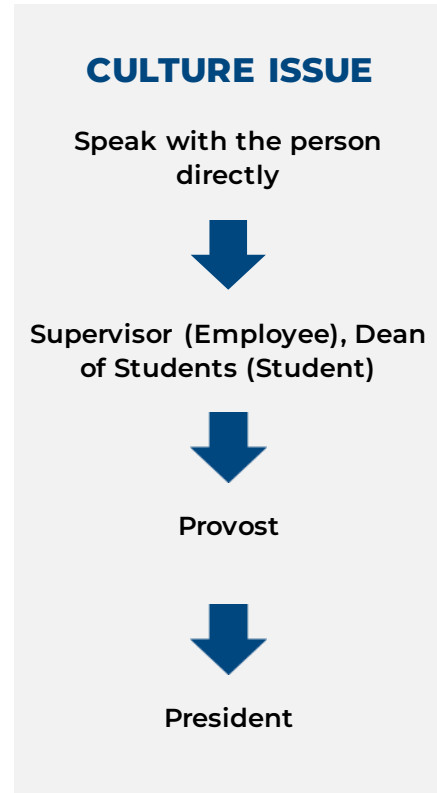 CULTURE ISSUE
Speak with the person
directly
Supervisor (Employee), Dean
of Students (Student)
Provost
President